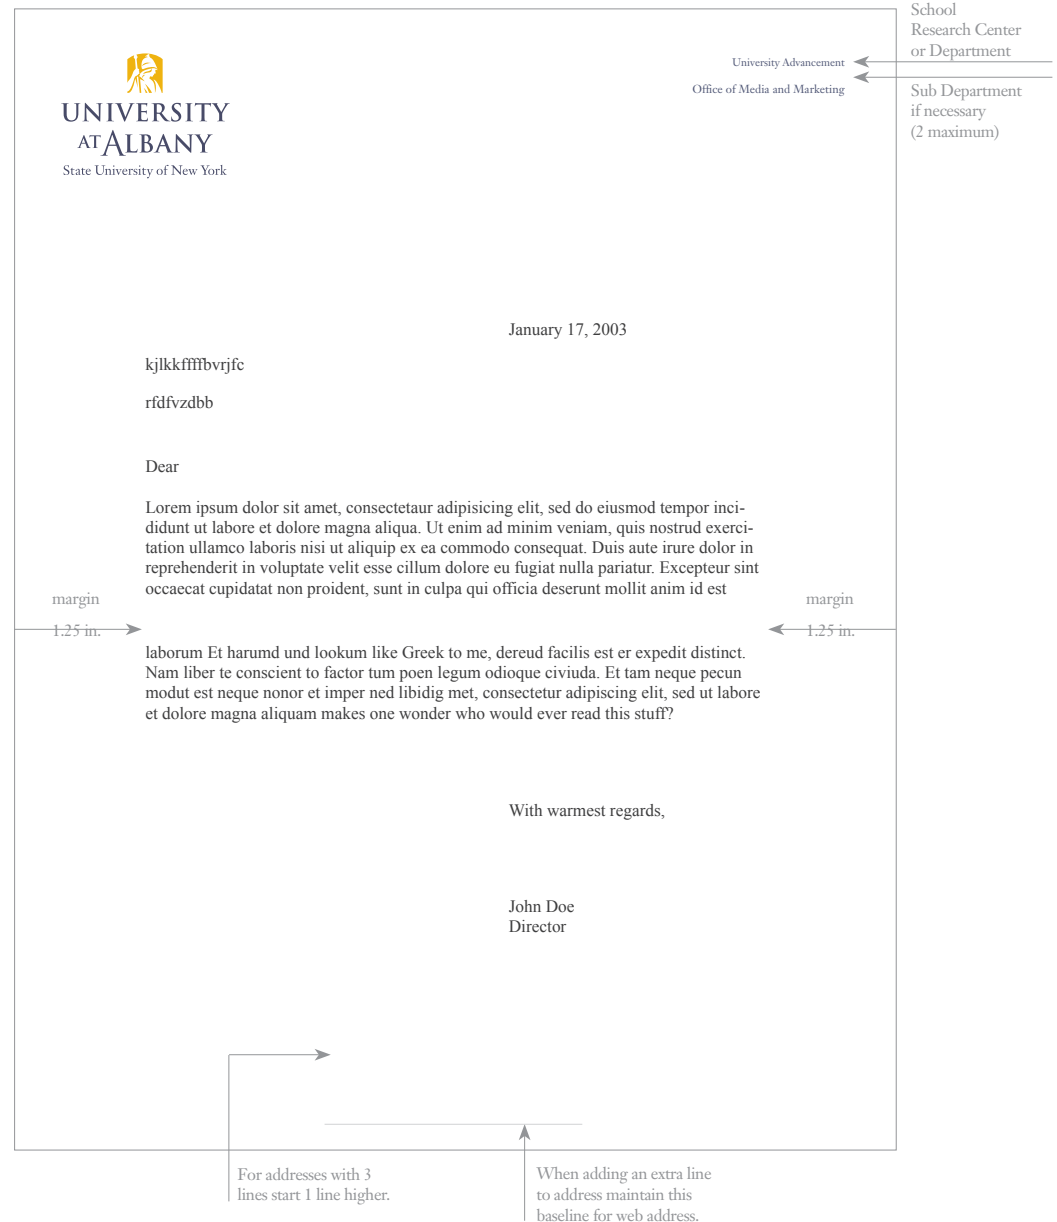 School
Research Center
or Department
University Advancement
Office of Media and Marketing
Sub Department
if necessary
(2 maximum)
UNIVERSITY
AT ALBANY
State University of New York
January 17, 2003
kjlkkffffbvrjfc
rfdfvzdbb
Dear
Lorem ipsum dolor sit amet, consectetaur adipisicing elit, sed do eiusmod tempor inci-
didunt ut labore et dolore magna aliqua. Ut enim ad minim veniam, quis nostrud exerci-
tation ullamco laboris nisi ut aliquip ex ea commodo consequat. Duis aute irure dolor in
reprehenderit in voluptate velit esse cillum dolore eu fugiat nulla pariatur. Excepteur sint
occaecat cupidatat non proident, sunt in culpa qui officia deserunt mollit anim id est
margin
1.25 in.
margin
1.25 in.
laborum Et harumd und lookum like Greek to me, dereud facilis est er expedit distinct.
Nam liber te conscient to factor tum poen legum odioque civiuda. Et tam neque pecun
modut est neque nonor et imper ned libidig met, consectetur adipiscing elit, sed ut labore
et dolore magna aliquam makes one wonder who would ever read this stuff?
With warmest regards,
John Doe
Director
For addresses with 3
lines start 1 line higher.
When adding an extra line
to address maintain this
baseline for web address.